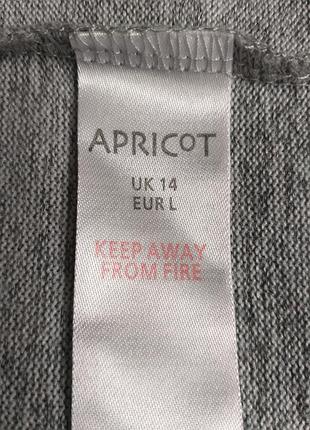 APRICOT
UK 14
EUR L
KEEP AWAY
FROM FIRE